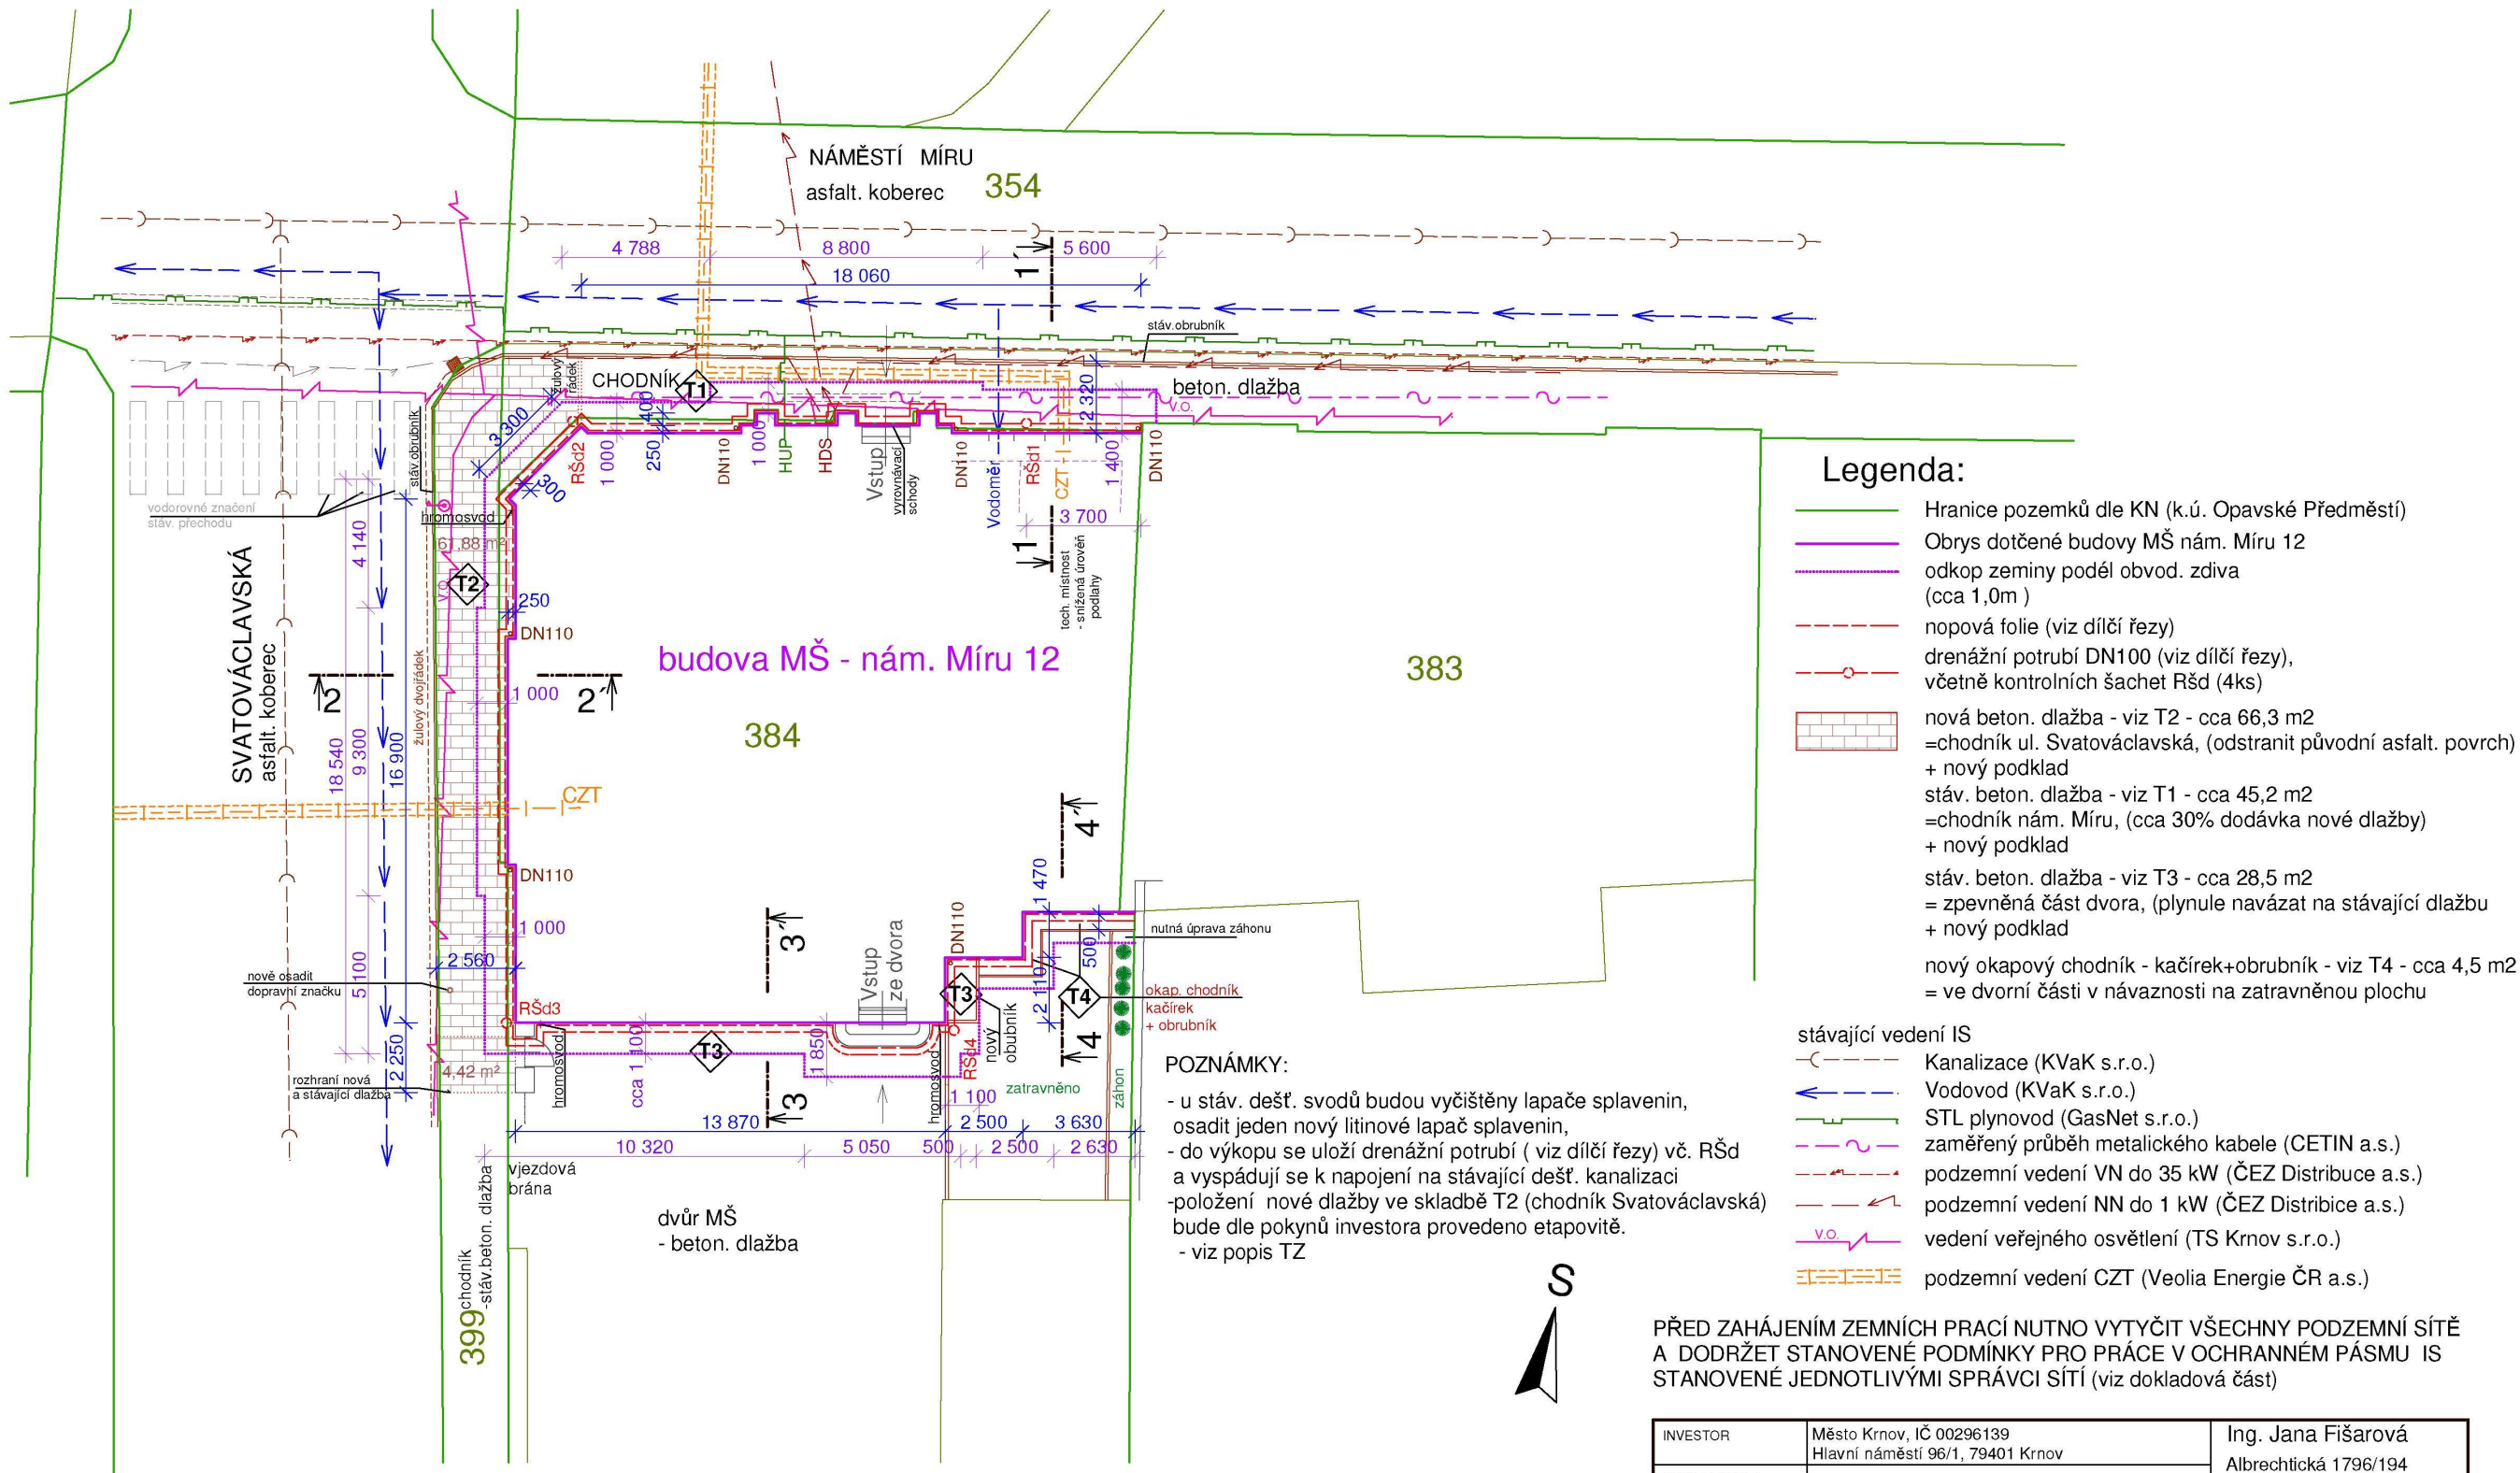 NÁMĚSTÍ MÍRU
asfalt. koberec
354
4 788
8 800
5 600
18 060
1´
stáv.obrubník
žulový
řádek
CHODNÍK
T1
beton. dlažba
V.O.
2 320
400
3 300
300
stáv.obrubník
RŠd2
1 000
250
DN110
1 000
HUP
HDS
Vstup
vyrovnávací
schody
DN110
Vodoměr
RŠd1
CZT
1 400
DN110
3 700
1
tech. místnost
- snížená úroveň
podlahy
vodorovné značení
stáv. přechodu
hromosvod
61,88 m²
T2
V.O.
4 140
250
DN110
SVATOVÁCLAVSKÁ
asfalt. koberec
žulový dvojřádek
2
2´
1 000
budova MŠ - nám. Míru 12
384
383
18 540
9 300
16 900
CZT
DN110
1 000
2 560
5 100
nově osadit
dopravní značku
RŠd3
2 250
4,42 m²
rozhraní nová
a stávající dlažba
hromosvod
cca 1 100
T3
3´
3
1 850
Vstup
ze dvora
hromosvod
DN110
T3
RŠd4
nový
obubník
1 470
2 110
500
4´
4
T4
nutná úprava záhonu
okap. chodník
kačírek
+ obrubník
1 100
zatravněno
záhon
13 870
2 500
3 630
10 320
5 050
500
2 500
2 630
vjezdová
brána
dvůr MŠ
- beton. dlažba
399
chodník
-stáv.beton. dlažba
POZNÁMKY:
- u stáv. dešť. svodů budou vyčištěny lapače splavenin,
osadit jeden nový litinové lapač splavenin,
- do výkopu se uloží drenážní potrubí ( viz dílčí řezy) vč. RŠd
a vyspádují se k napojení na stávající dešť. kanalizaci
-položení nové dlažby ve skladbě T2 (chodník Svatováclavská)
bude dle pokynů investora provedeno etapovitě.
- viz popis TZ
S
Legenda:
Hranice pozemků dle KN (k.ú. Opavské Předměstí)
Obrys dotčené budovy MŠ nám. Míru 12
odkop zeminy podél obvod. zdiva
(cca 1,0m )
nopová folie (viz dílčí řezy)
drenážní potrubí DN100 (viz dílčí řezy),
včetně kontrolních šachet Ršd (4ks)
nová beton. dlažba - viz T2 - cca 66,3 m2
=chodník ul. Svatováclavská, (odstranit původní asfalt. povrch)
+ nový podklad
stáv. beton. dlažba - viz T1 - cca 45,2 m2
=chodník nám. Míru, (cca 30% dodávka nové dlažby)
+ nový podklad
stáv. beton. dlažba - viz T3 - cca 28,5 m2
= zpevněná část dvora, (plynule navázat na stávající dlažbu
+ nový podklad
nový okapový chodník - kačírek+obrubník - viz T4 - cca 4,5 m2
= ve dvorní části v návaznosti na zatravněnou plochu
stávající vedení IS
Kanalizace (KVaK s.r.o.)
Vodovod (KVaK s.r.o.)
STL plynovod (GasNet s.r.o.)
zaměřený průběh metalického kabele (CETIN a.s.)
podzemní vedení VN do 35 kW (ČEZ Distribuce a.s.)
podzemní vedení NN do 1 kW (ČEZ Distribice a.s.)
V.O.
vedení veřejného osvětlení (TS Krnov s.r.o.)
podzemní vedení CZT (Veolia Energie ČR a.s.)
PŘED ZAHÁJENÍM ZEMNÍCH PRACÍ NUTNO VYTYČIT VŠECHNY PODZEMNÍ SÍTĚ
A DODRŽET STANOVENÉ PODMÍNKY PRO PRÁCE V OCHRANNÉM PÁSMU IS
STANOVENÉ JEDNOTLIVÝMI SPRÁVCI SÍTÍ (viz dokladová část)
INVESTOR
Město Krnov, IČ 00296139
Hlavní náměstí 96/1, 79401 Krnov
Ing. Jana Fišarová
Albrechtická 1796/194